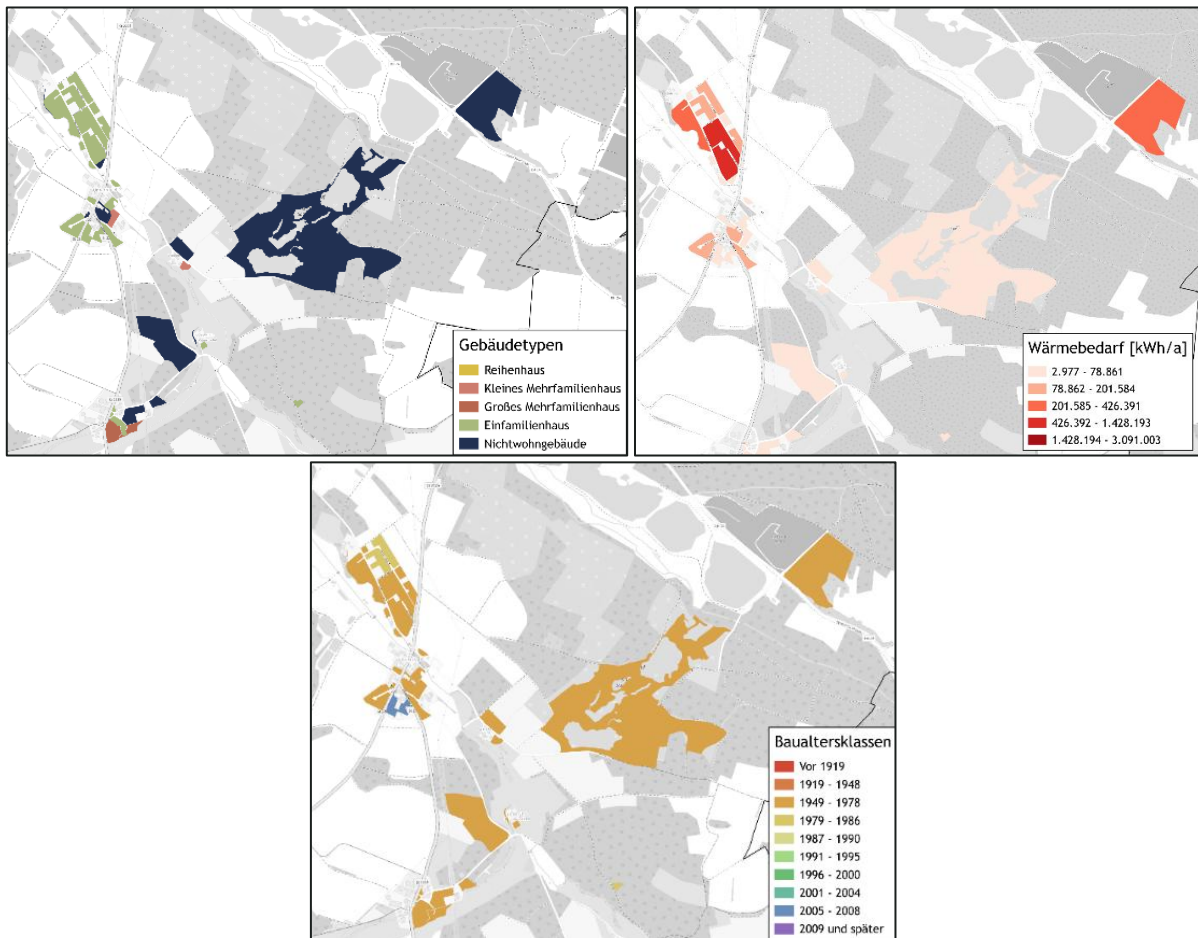 Gebäudetypen
Reihenhaus
Kleines Mehrfamilienhaus
Großes Mehrfamilienhaus
Einfamilienhaus
Nichtwohngebäude
Wärmebedarf [kWh/a]
2.977 - 78.861
78.862 - 201.584
201.585 - 426.391
426.392 - 1.428.193
1.428.194 - 3.091.003
Baualtersklassen
Vor 1919
1919 - 1948
1949 - 1978
1979 - 1986
1987 - 1990
1991 - 1995
1996 - 2000
2001 - 2004
2005 - 2008
2009 und später